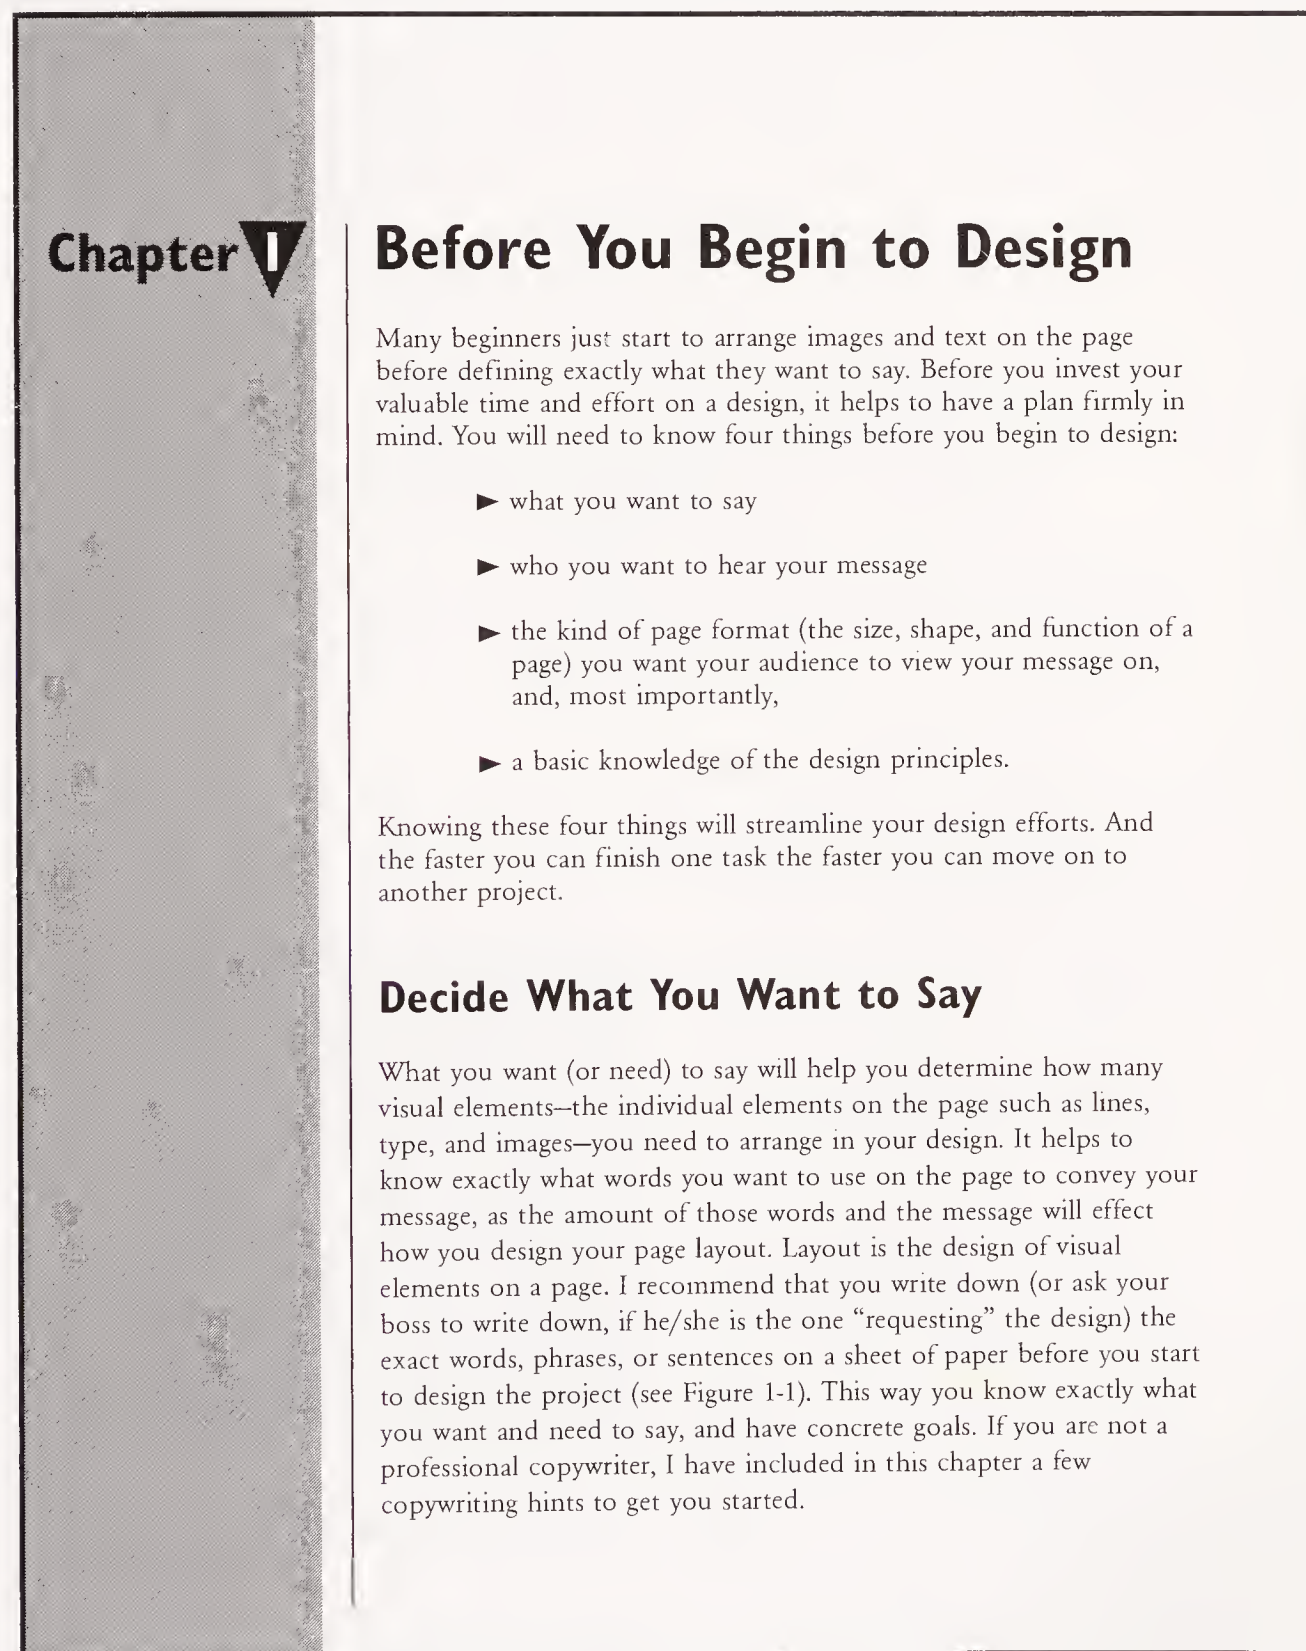 Chapter 1
Before You Begin to Design
Many beginners just start to arrange images and text on the page
before defining exactly what they want to say. Before you invest your
valuable time and effort on a design, it helps to have a plan firmly in
mind. You will need to know four things before you begin to design:
► what you want to say
► who you want to hear your message
► the kind of page format (the size, shape, and function of a
page) you want your audience to view your message on,
and, most importantly,
► a basic knowledge of the design principles.
Knowing these four things will streamline your design efforts. And
the faster you can finish one task the faster you can move on to
another project.
Decide What You Want to Say
What you want (or need) to say will help you determine how many
visual elements—the individual elements on the page such as lines,
type, and images—you need to arrange in your design. It helps to
know exactly what words you want to use on the page to convey your
message, as the amount of those words and the message will effect
how you design your page layout. Layout is the design of visual
elements on a page. I recommend that you write down (or ask your
boss to write down, if he/she is the one “requesting” the design) the
exact words, phrases, or sentences on a sheet of paper before you start
to design the project (see Figure 1-1). This way you know exactly what
you want and need to say, and have concrete goals. If you are not a
professional copywriter, I have included in this chapter a few
copywriting hints to get you started.